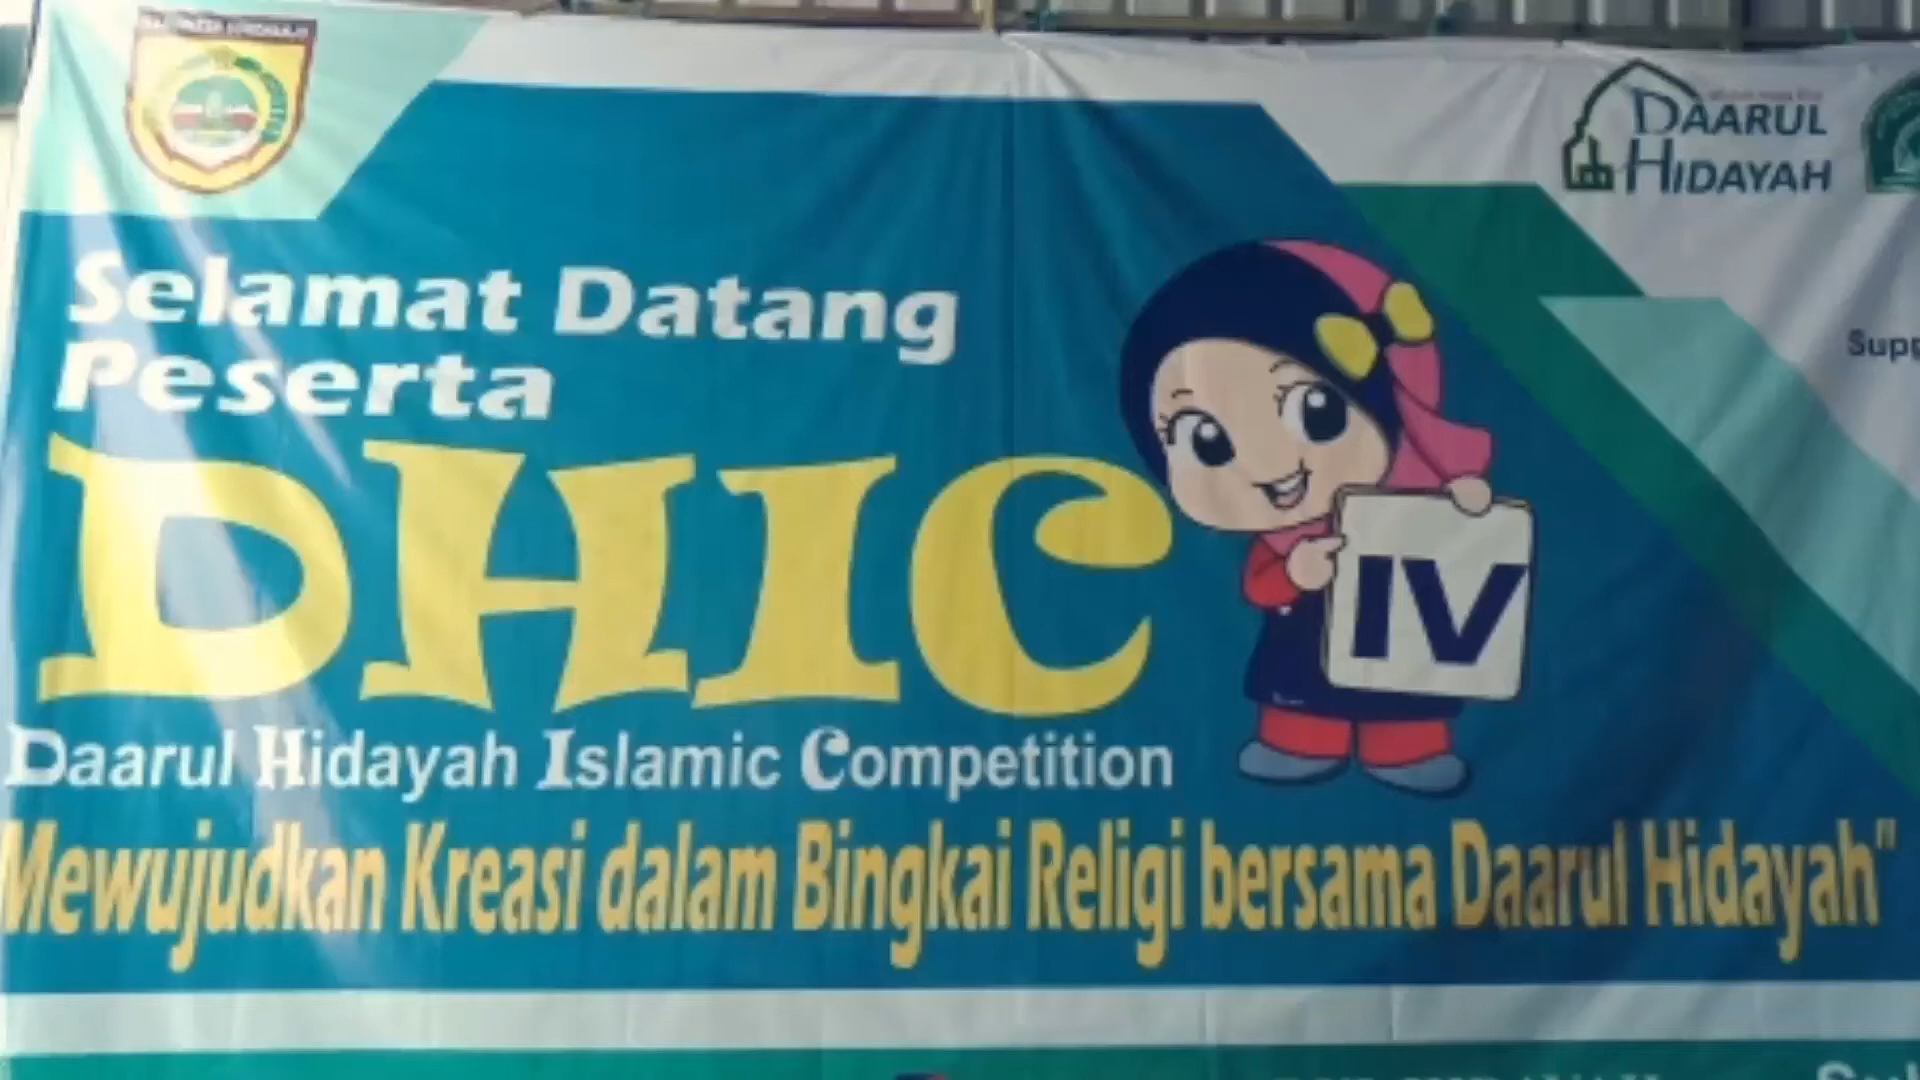 DAARUL
HIDAYAH
Selamat Datang
Peserta
DHIC
IV
Daarul Hidayah Islamic Competition
Mewujudkan Kreasi dalam Bingkai Religi bersama Daarul Hidayah"